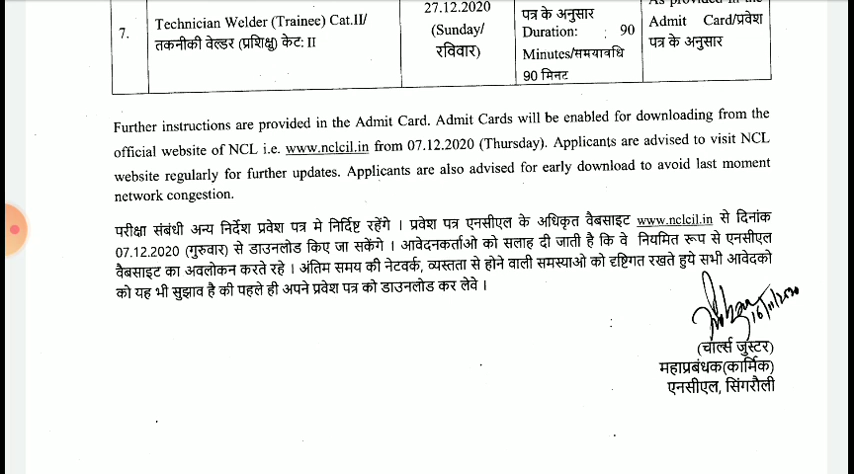 27.12.2020
पत्र के अनुसार
As provided in the
7.
Technician Welder (Trainee) Cat.II/
(Sunday/
Duration: : 90
Admit Card/प्रवेश
तकनीकी वेल्डर (प्रशिक्षु) केट: II
रविवार)
Minutes/समयावधि
पत्र के अनुसार
90 मिनट
Further instructions are provided in the Admit Card. Admit Cards will be enabled for downloading from the
official website of NCL i.e. www.nclcil.in from 07.12.2020 (Thursday). Applicants are advised to visit NCL
website regularly for further updates. Applicants are also advised for early download to avoid last moment
network congestion.
परीक्षा संबंधी अन्य निर्देश प्रवेश पत्र मे निर्दिष्ट रहेंगे । प्रवेश पत्र एनसीएल के अधिकृत वैबसाइट www.nclcil.in से दिनांक
07.12.2020 (गुरुवार) से डाउनलोड किए जा सकेंगे । आवेदनकर्ताओ को सलाह दी जाती है कि वे नियमित रूप से एनसीएल
वैबसाइट का अवलोकन करते रहे । अंतिम समय की नेटवर्क, व्यस्तता से होने वाली समस्याओ को दृष्टिगत रखते हुये सभी आवेदको
को यह भी सुझाव है की पहले ही अपने प्रवेश पत्र को डाउनलोड कर लेवे ।
16/11/2020
(चार्ल्स जुस्टर)
महाप्रबंधक(कार्मिक)
एनसीएल, सिंगरौली